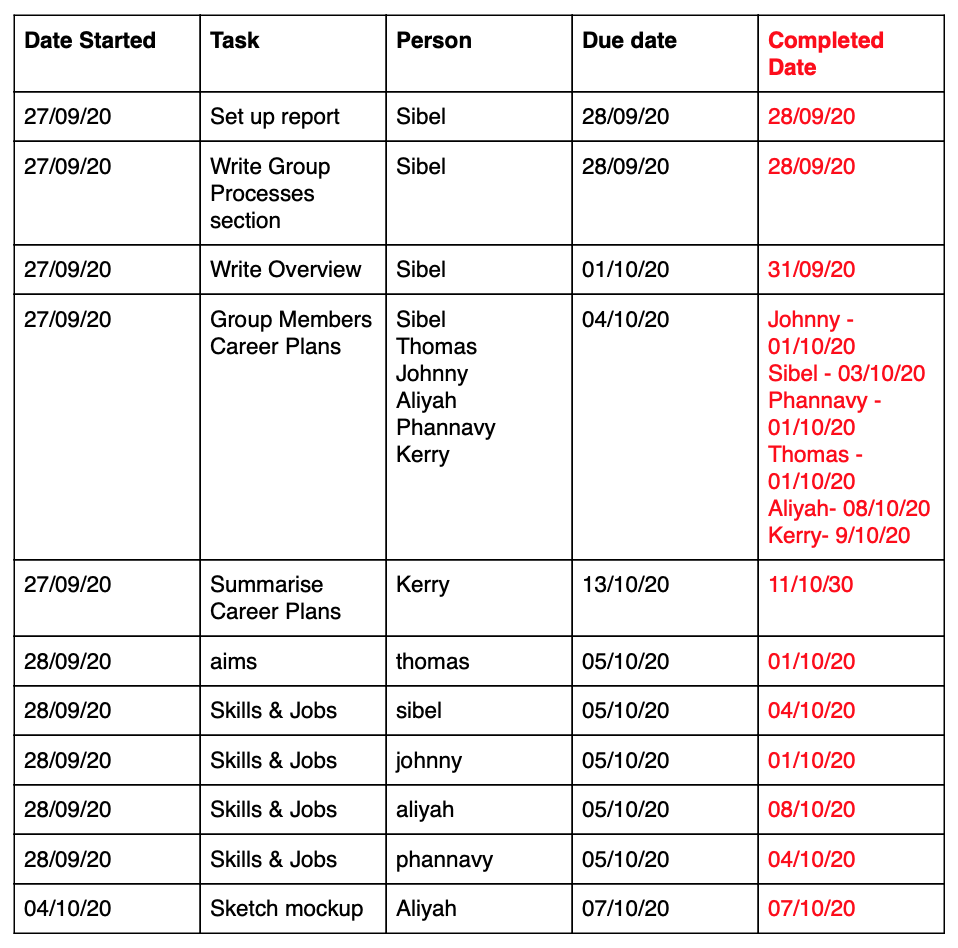 Date Started Task Person Due date Completed
Date
27/09/20 Set up report Sibel 28/09/20 28/09/20
27/09/20 Write Group Sibel 28/09/20 28/09/20
Processes
section
27/09/20 Write Overview Sibel 01/10/20 31/09/20
27/09/20 Group Members Sibel 04/10/20 Johnny -
Career Plans Thomas 01/10/20
Johnny Sibel - 03/10/20
Aliyah Phannavy -
Phannavy 01/10/20
Kerry Thomas -
01/10/20
Aliyah- 08/10/20
Kerry- 9/10/20
27/09/20 Summarise Kerry 13/10/20 11/10/30
Career Plans
28/09/20 aims thomas 05/10/20 01/10/20
28/09/20 Skills & Jobs sibel 05/10/20 04/10/20
28/09/20 Skills & Jobs johnny 05/10/20 01/10/20
28/09/20 Skills & Jobs aliyah 05/10/20 08/10/20
28/09/20 Skills & Jobs phannavy 05/10/20 04/10/20
04/10/20 Sketch mockup Aliyah 07/10/20 07/10/20